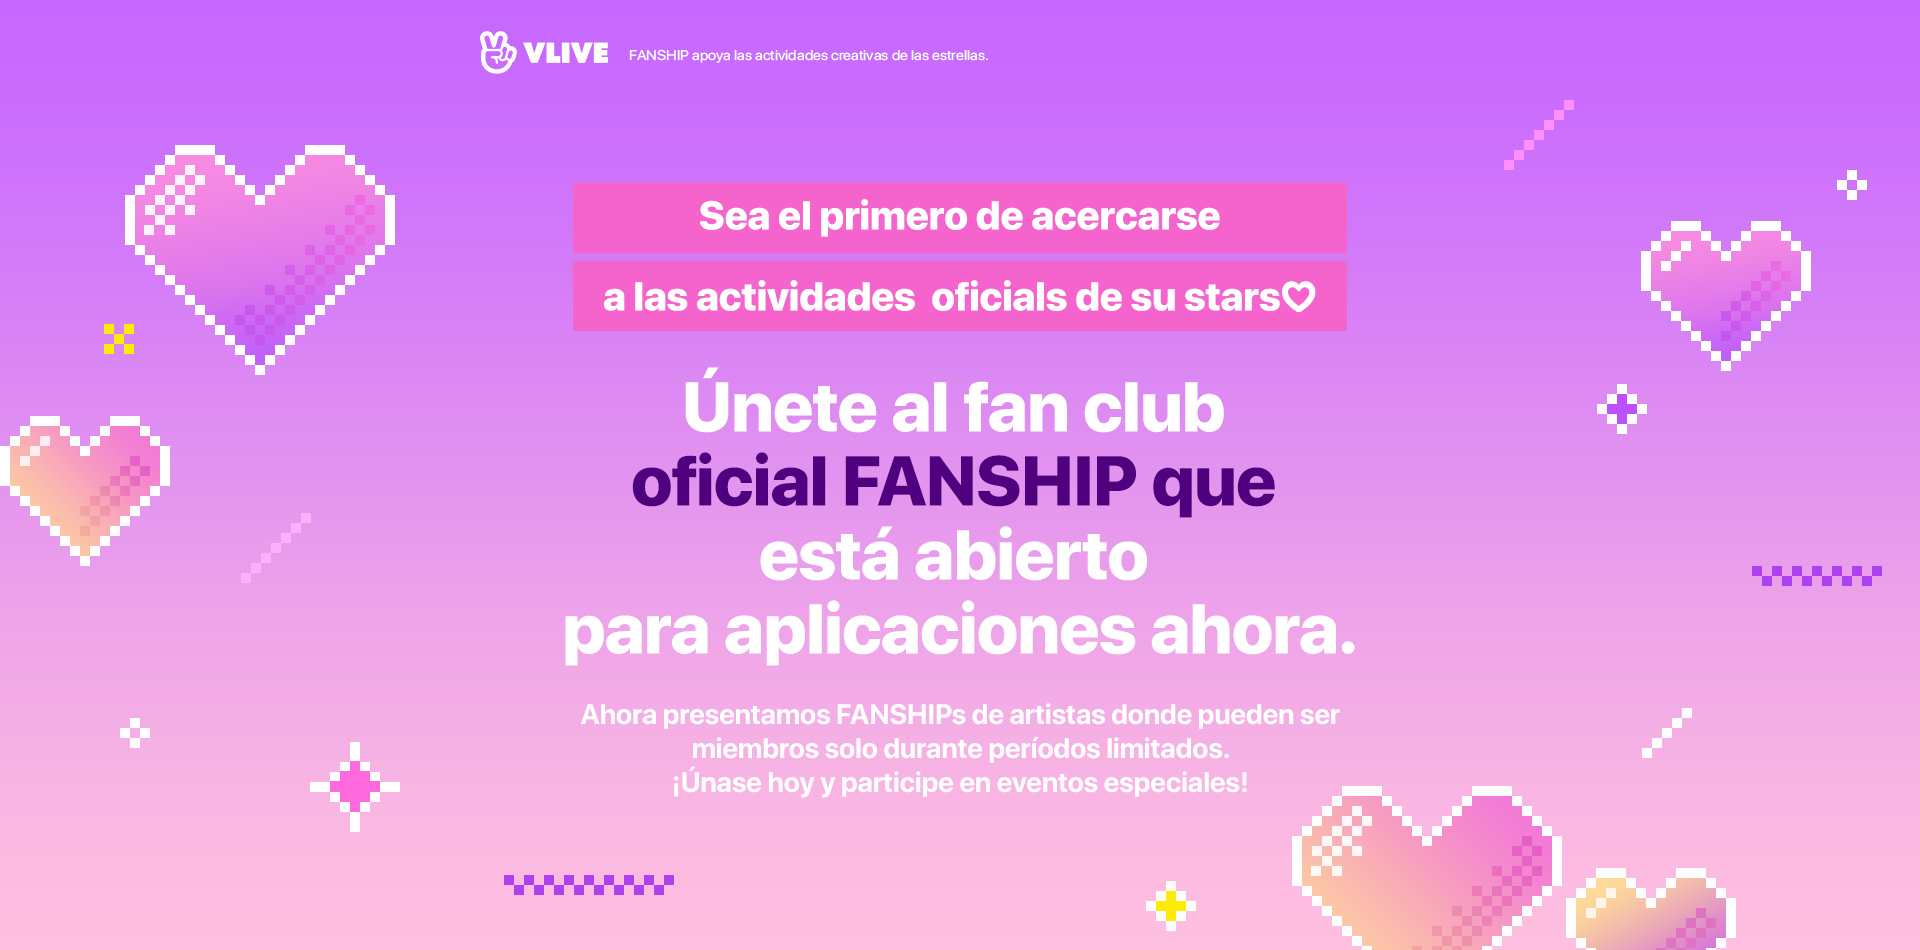 VLIVE FANSHIP apoya las actividades creativas de las estrellas.
Sea el primero de acercarse
a las actividades oficials de su stars♡
Únete al fan club
oficial FANSHIP que
está abierto
para aplicaciones ahora.
Ahora presentamos FANSHIPs de artistas donde pueden ser
miembros solo durante períodos limitados.
¡Únase hoy y participe en eventos especiales!